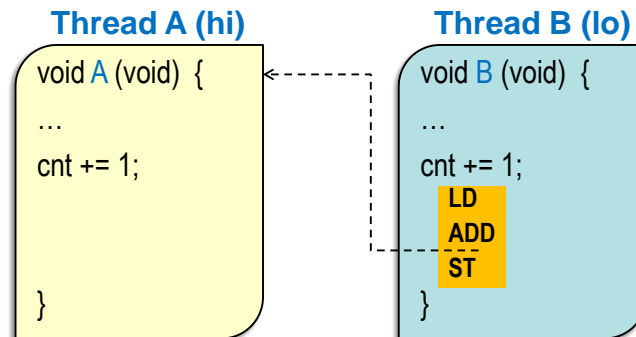 Thread A (hi)
void A (void) {
…
cnt += 1;
}
Thread B (lo)
void B (void) {
…
cnt += 1;
LD
ADD
ST
}